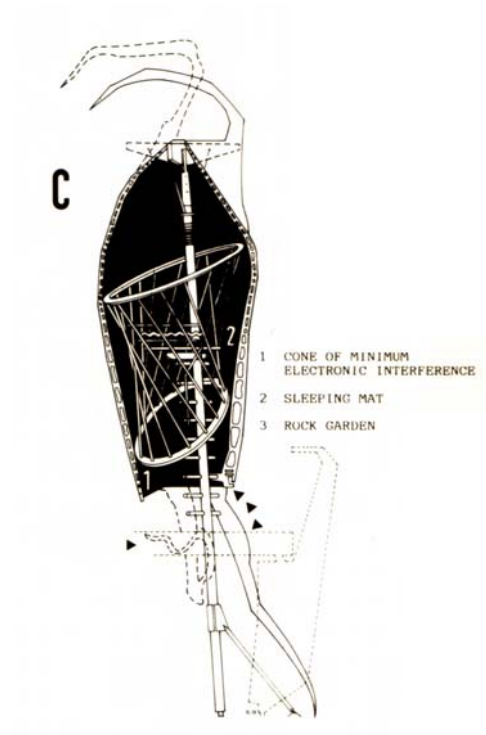 C
2
1 CONE OF MINIMUM
ELECTRONIC INTERFERENCE
2 SLEEPING MAT
3 ROCK GARDEN
1